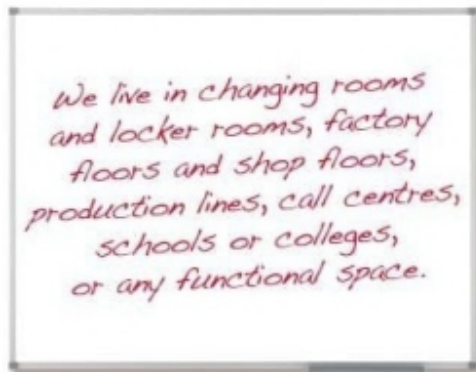 We live in changing rooms
and locker rooms, factory
floors and shop floors,
production lines, call centres,
schools or colleges,
or any functional space.